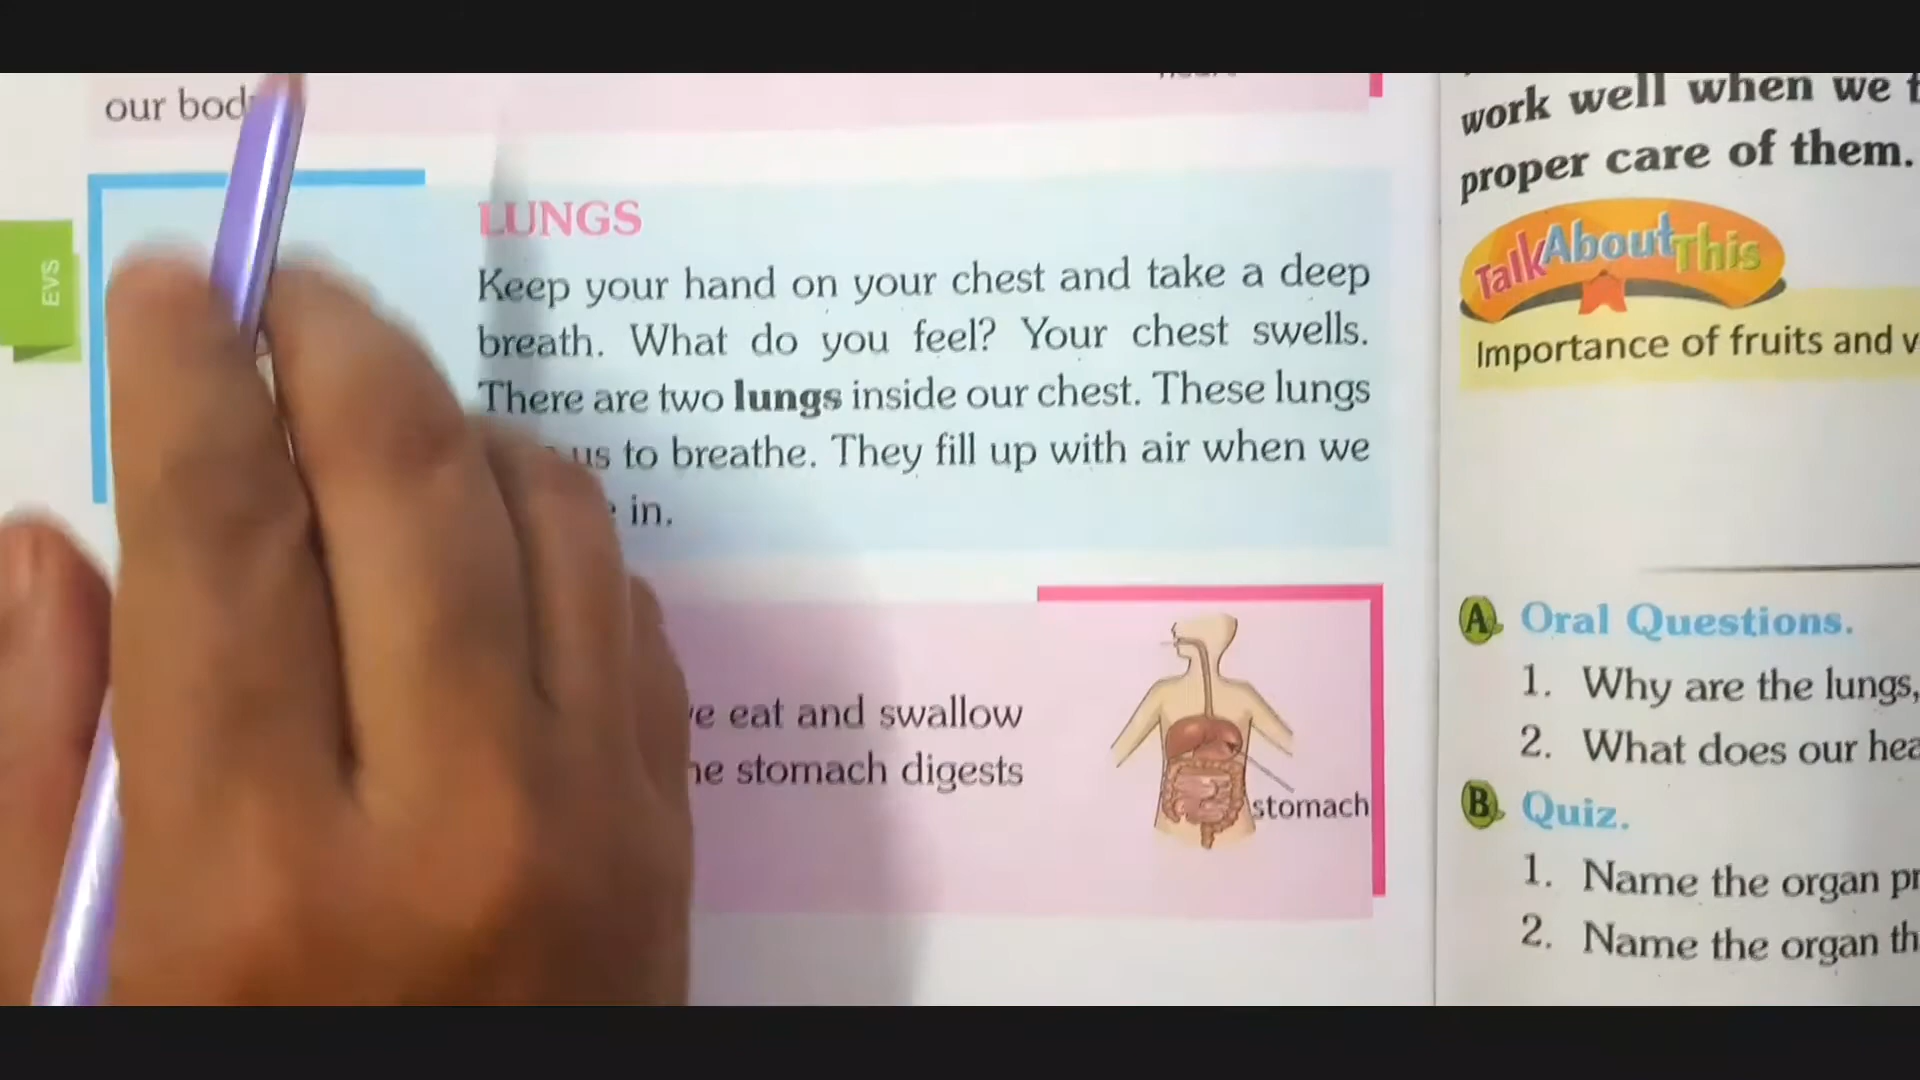 our
EVS
LUNGS
Keep your hand on your chest and take a deep
breath. What do you feel? Your chest swells.
There are two lungs inside our chest. These lungs
us to breathe. They fill up with air when we
in.
eat and swallow
stomach digests
stomach
work well when we
proper care of them.
Talk About This
Importance of fruits and
A Oral Questions.
1. Why are the lungs,
2. What does our
B Quiz.
1. Name the organ
2. Name the organ